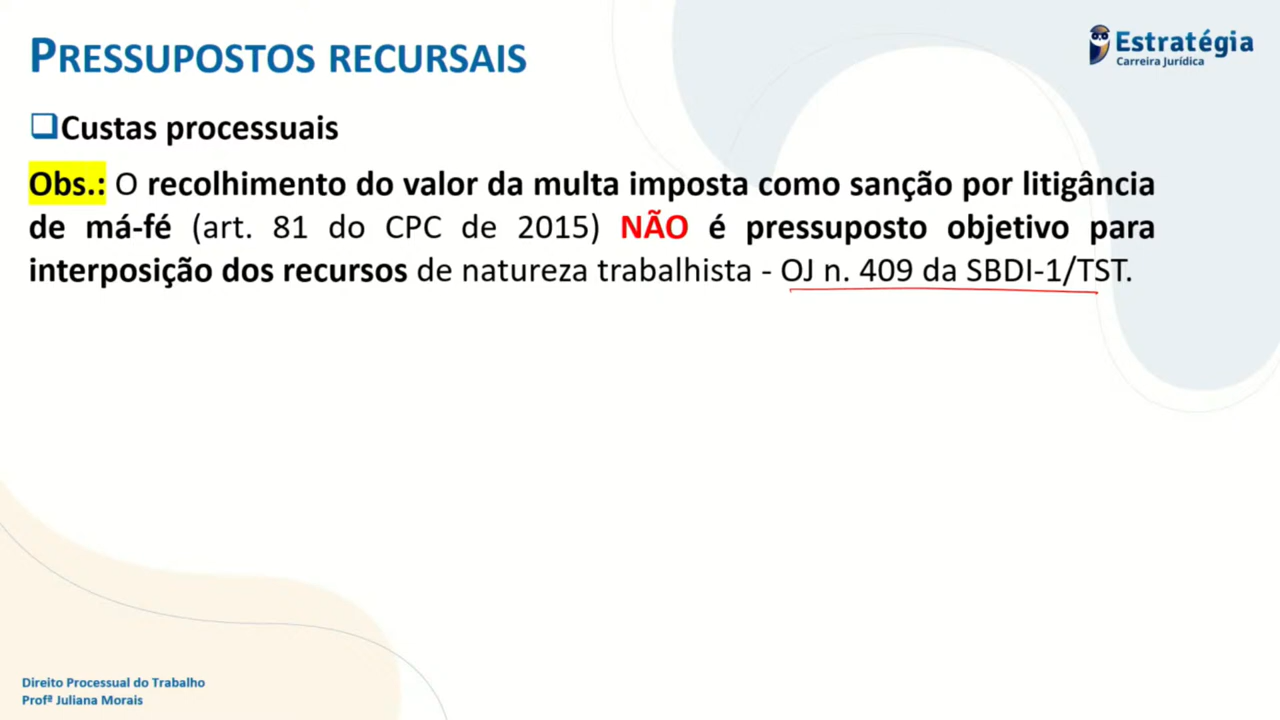 PRESSUPOSTOS RECURSAIS
Estratégia
Carreira Jurídica
Custas processuais
Obs.: O recolhimento do valor da multa imposta como sanção por litigância
de má-fé (art. 81 do CPC de 2015) NÃO é pressuposto objetivo para
interposição dos recursos de natureza trabalhista - OJ n. 409 da SBDI-1/TST.
Direito Processual do Trabalho
Profª Juliana Morais